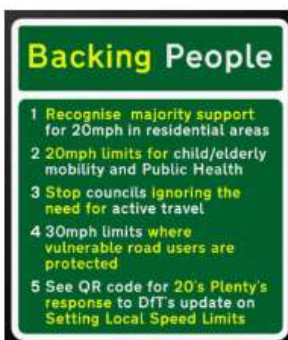 Backing People
1 Recognise majority support
for 20mph in residential areas
2 20mph limits for child/elderly
mobility and Public Health
3 Stop councils ignoring the
need for active travel
4 30mph limits where
vulnerable road users are
protected
5 See QR code for 20's Plenty's
response to DfT's update on
Setting Local Speed Limits